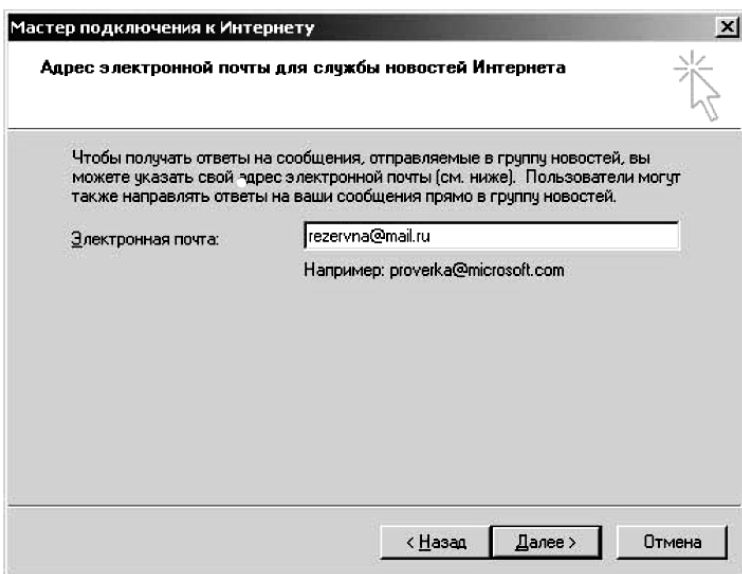 Мастер подключения к Интернету
Адрес электронной почты для службы новостей Интернета
Чтобы получать ответы на сообщения, отправляемые в группу новостей, вы
можете указать свой адрес электронной почты (см. ниже). Пользователи могут
также направлять ответы на ваши сообщения прямо в группу новостей.
Электронная почта: rezervna@mail.ru
Например: proverka@microsoft.com
< Назад Далее > Отмена